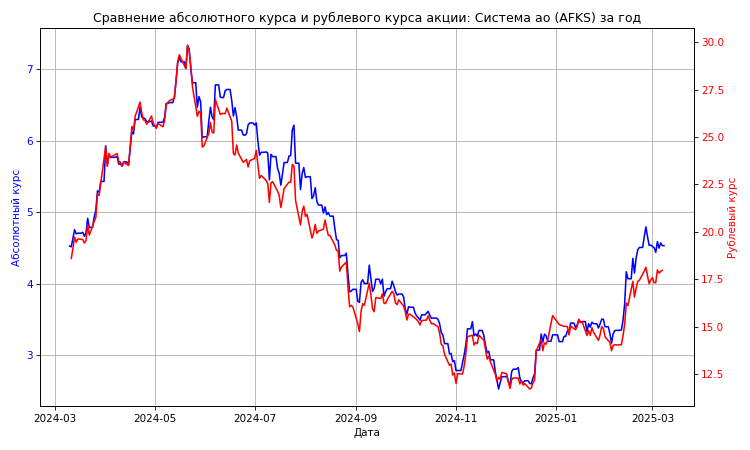 Сравнение абсолютного курса и рублевого курса акции: Система ао (AFKS) за год
Абсолютный курс
7
6
5
4
3
30.0
27.5
25.0
22.5
20.0
17.5
15.0
12.5
Рублевый курс
2024-03 2024-05 2024-07 2024-09 2024-11 2025-01 2025-03
Дата